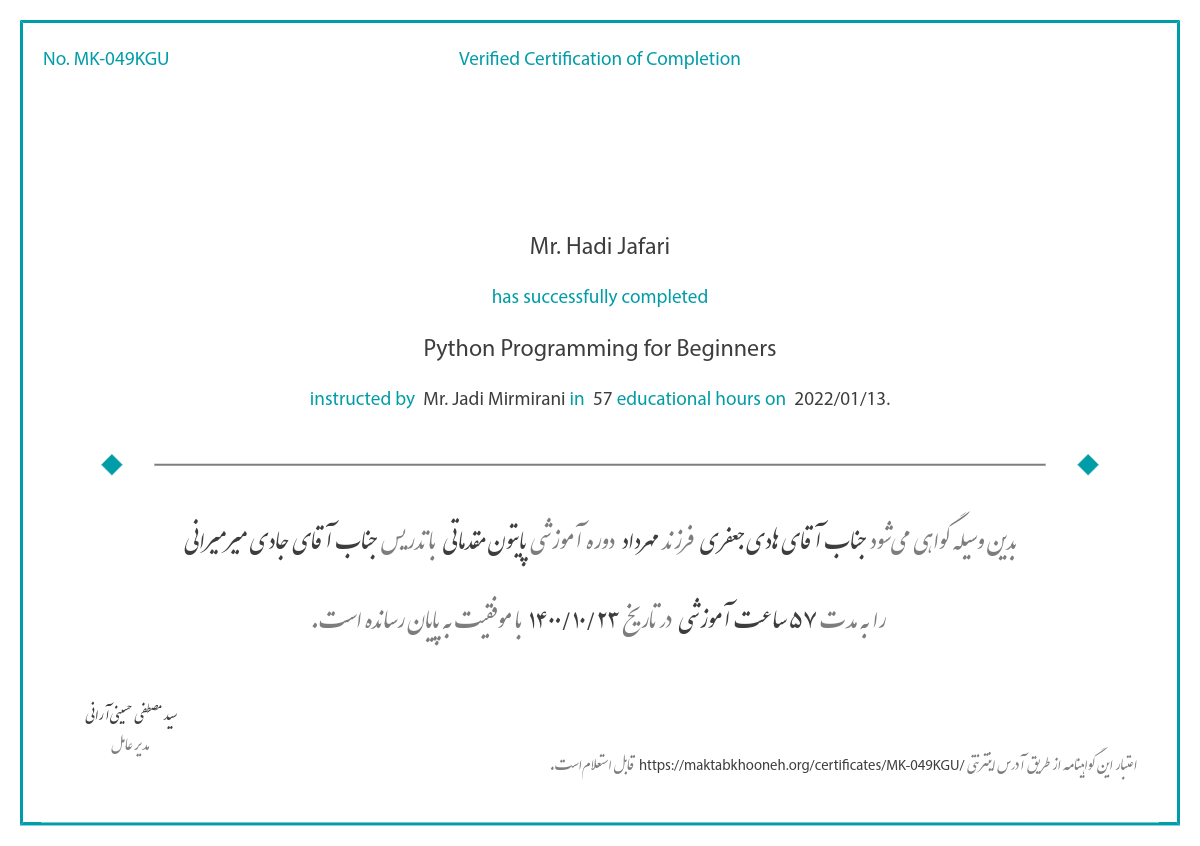 No. MK-049KGU
Verified Certification of Completion
Mr. Hadi Jafari
has successfully completed
Python Programming for Beginners
instructed by Mr. Jadi Mirmirani in 57 educational hours on 2022/01/13.
بدین وسیله گواهی می‌شود جناب آقای هادی جعفری فرزند مهرداد دوره آموزشی پایتون مقدماتی با تدریس جناب آقای جادی میرمیرانی
را به مدت ۵۷ ساعت آموزشی در تاریخ ۱۴۰۰/۱۰/۲۳ با موفقیت به پایان رسانده است.
سید مصطفی حسینی آرانی
مدیر عامل
اعتبار این گواهینامه از طریق آدرس اینترنتی https://maktabkhooneh.org/certificates/MK-049KGU/ قابل استعلام است.